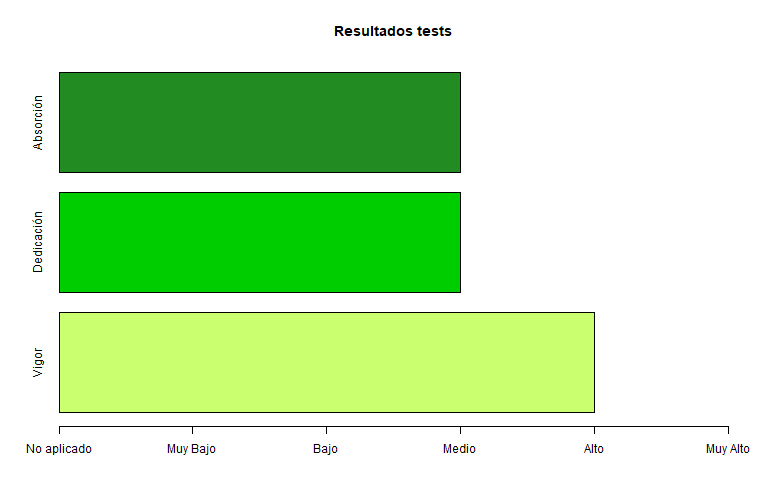 Resultados tests
Absorción
Dedicación
Vigor
No aplicado
Muy Bajo
Bajo
Medio
Alto
Muy Alto